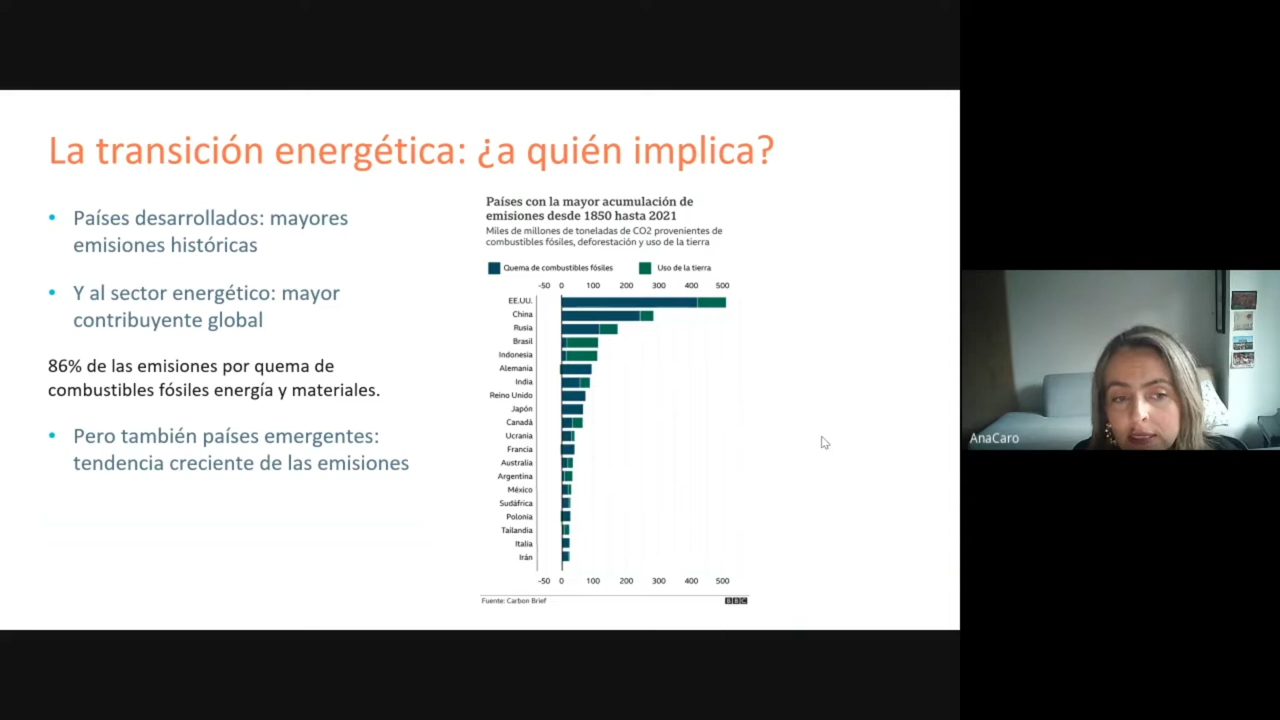 La transición energética: ¿a quién implica?
• Países desarrollados: mayores
emisiones históricas
• Y al sector energético: mayor
contribuyente global
86% de las emisiones por quema de
combustibles fósiles energía y materiales.
• Pero también países emergentes:
tendencia creciente de las emisiones
Países con la mayor acumulación de
emisiones desde 1850 hasta 2021
Miles de millones de toneladas de CO2 provenientes de
combustibles fósiles, deforestación y uso de la tierra
Quema de combustibles fósiles Uso de la tierra
-50 0 100 200 300 400 500
EE.UU.
China
Rusia
Brasil
Indonesia
Alemania
India
Reino Unido
Japón
Canadá
Ucrania
Francia
Australia
Argentina
México
Sudáfrica
Polonia
Tailandia
Italia
Irán
-50 0 100 200 300 400 500
Fuente: Carbon Brief BBC
AnaCaro